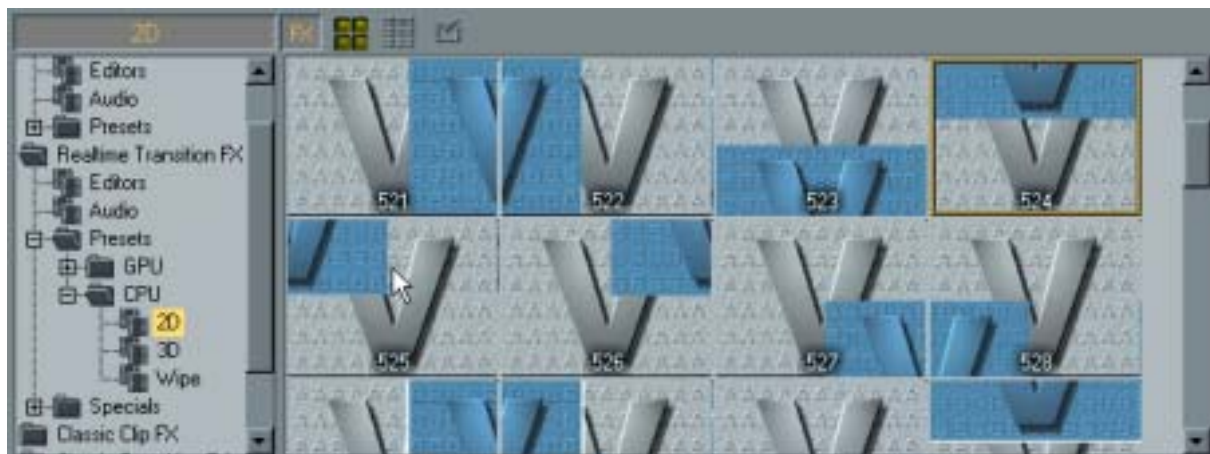 2D
FX
Editors
Audio
Presets
Realtime Transition FX
Editors
Audio
Presets
GPU
CPU
2D
3D
Wipe
Specials
Classic Clip FX
521
522
523
524
525
526
527
528